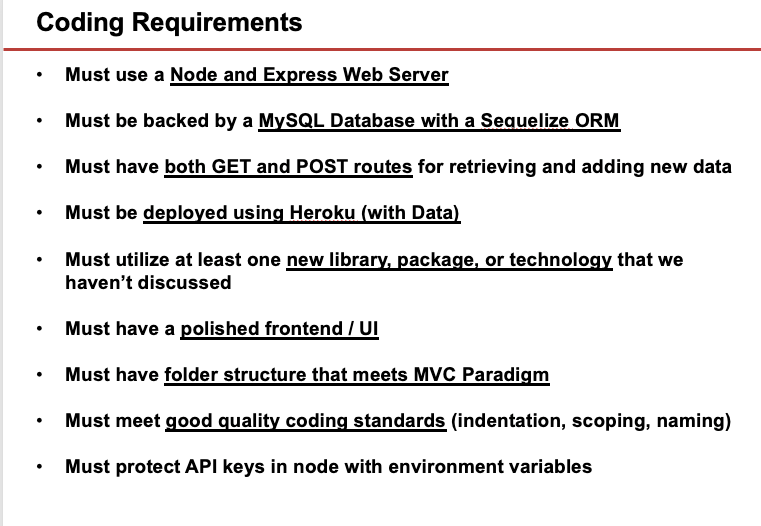 Coding Requirements
• Must use a Node and Express Web Server
• Must be backed by a MySQL Database with a Sequelize ORM
• Must have both GET and POST routes for retrieving and adding new data
• Must be deployed using Heroku (with Data)
• Must utilize at least one new library, package, or technology that we
haven’t discussed
• Must have a polished frontend / UI
• Must have folder structure that meets MVC Paradigm
• Must meet good quality coding standards (indentation, scoping, naming)
• Must protect API keys in node with environment variables